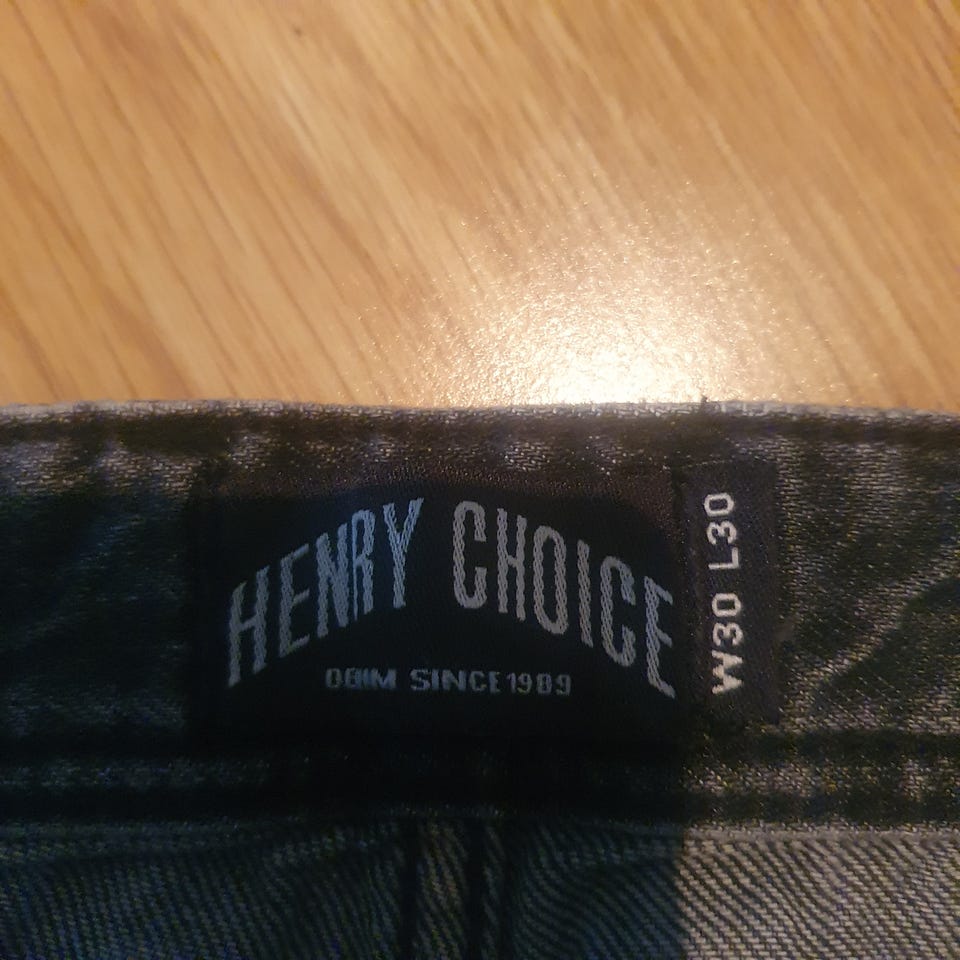 HENRY CHOICE
SINCE 1989
W30 L30